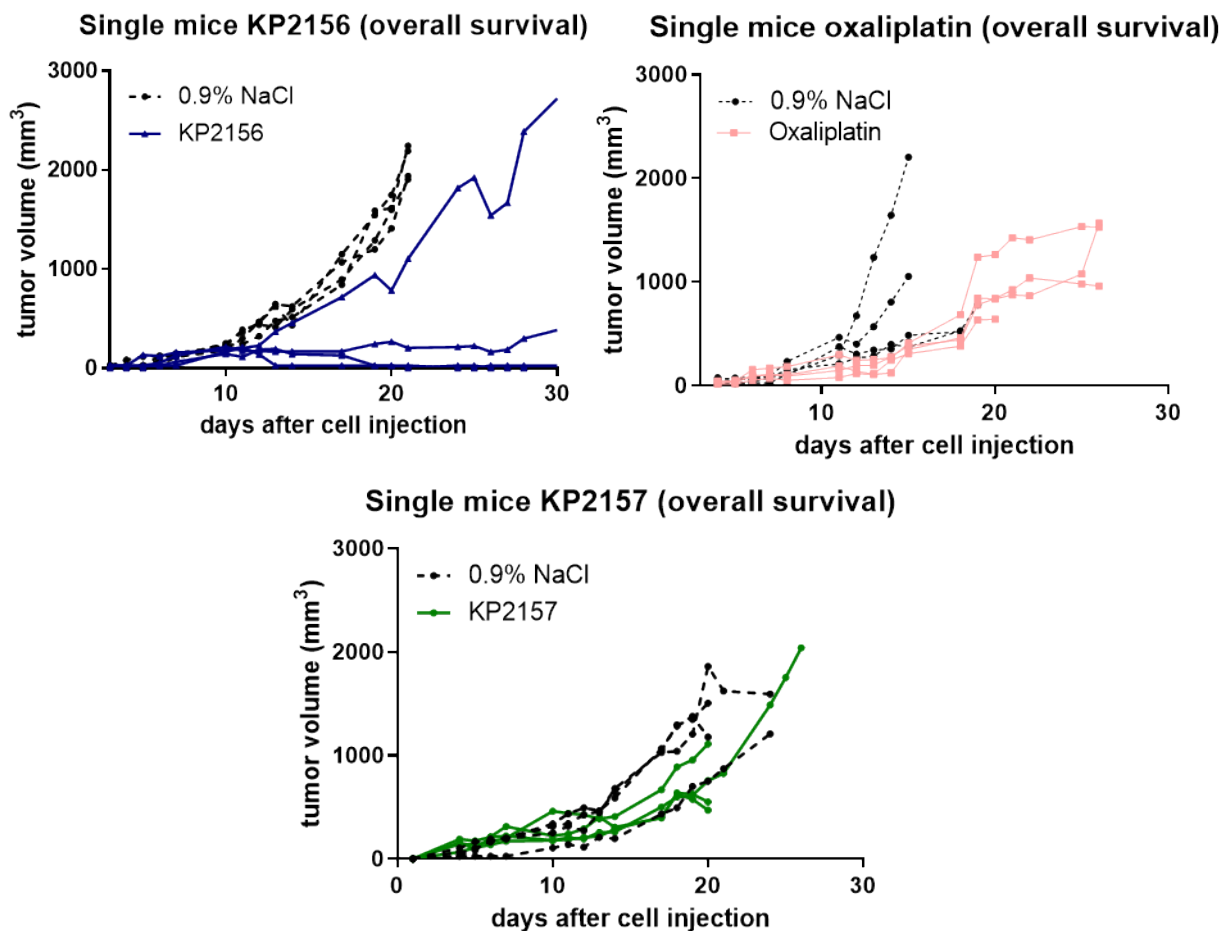 Single mice KP2156 (overall survival)
3000
2000
1000
0
tumor volume (mm³)
0.9% NaCl
KP2156
10
20
30
days after cell injection
Single mice oxaliplatin (overall survival)
3000
2000
1000
0
tumor volume (mm³)
0.9% NaCl
Oxaliplatin
10
20
30
days after cell injection
Single mice KP2157 (overall survival)
3000
2000
1000
0
tumor volume (mm³)
0.9% NaCl
KP2157
0
10
20
30
days after cell injection